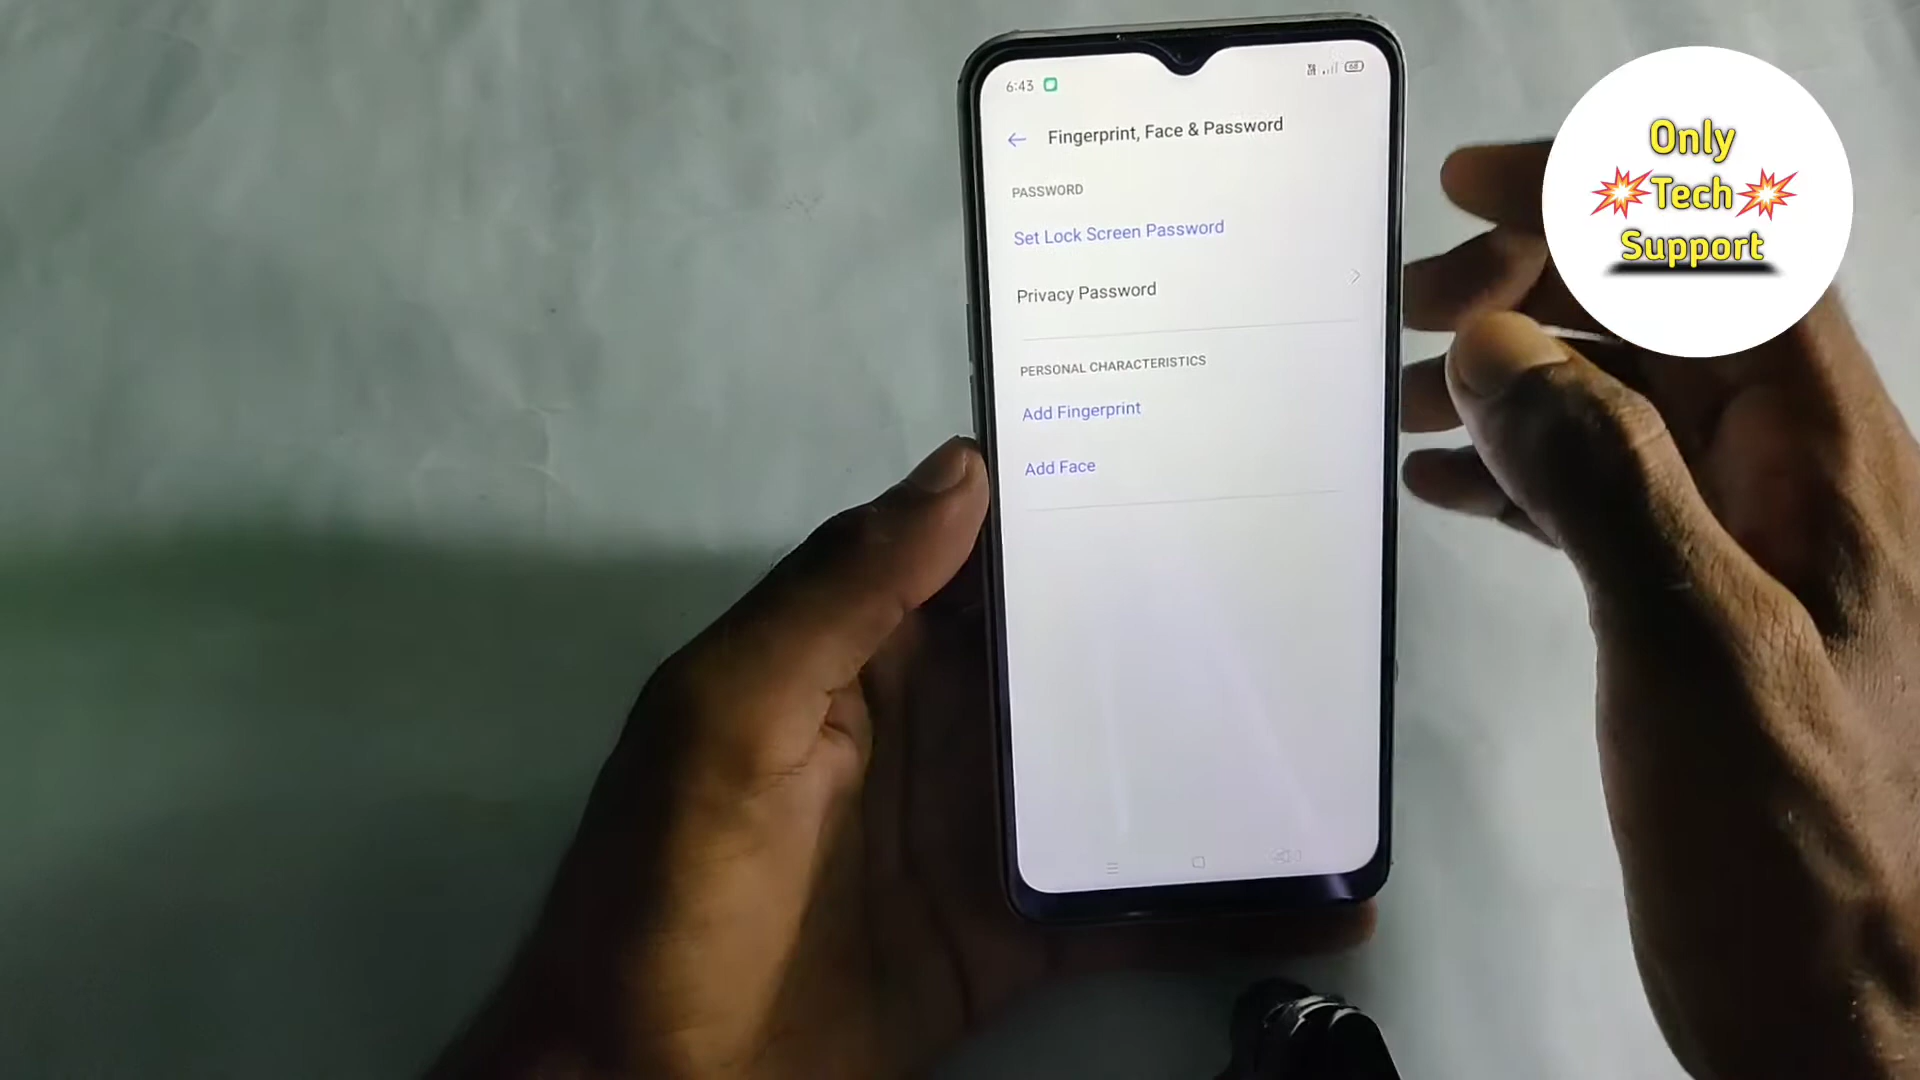 6:43
68
Fingerprint, Face & Password
PASSWORD
Set Lock Screen Password
Privacy Password
PERSONAL CHARACTERISTICS
Add Fingerprint
Add Face
Only
Tech
Support